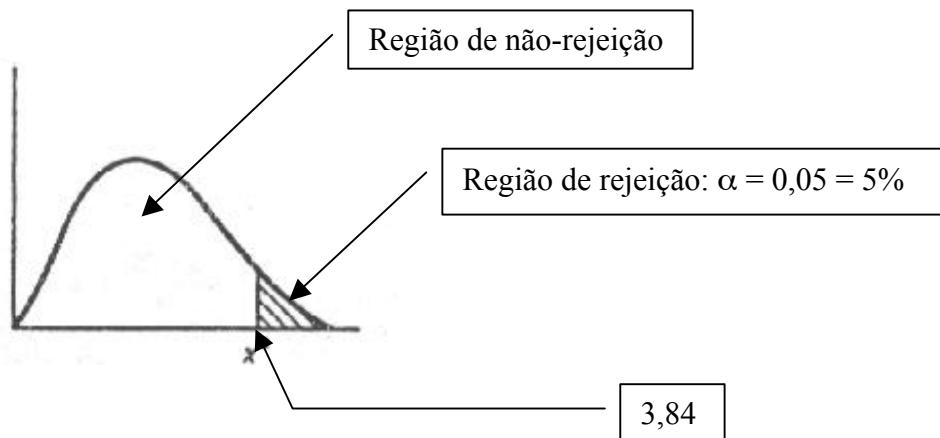 Região de não-rejeição
Região de rejeição: α = 0,05 = 5%
3,84